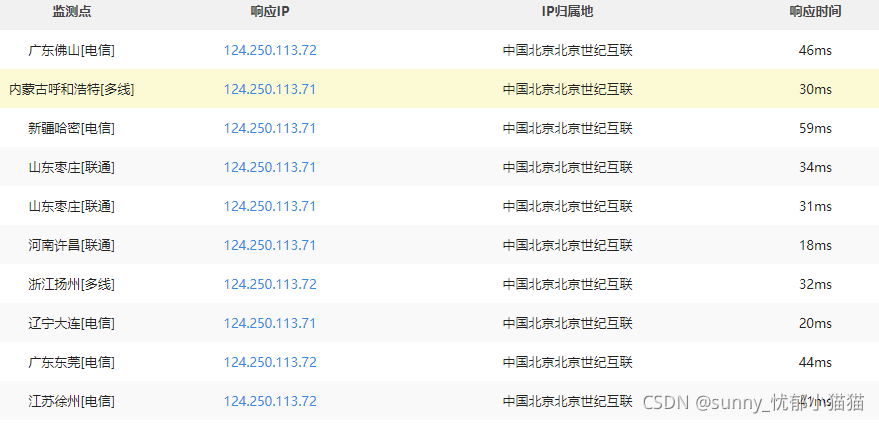 监测点 响应IP IP归属地 响应时间
广东佛山[电信] 124.250.113.72 中国北京北京世纪互联 46ms
内蒙古呼和浩特[多线] 124.250.113.71 中国北京北京世纪互联 30ms
新疆哈密[电信] 124.250.113.71 中国北京北京世纪互联 59ms
山东枣庄[联通] 124.250.113.71 中国北京北京世纪互联 34ms
山东枣庄[联通] 124.250.113.71 中国北京北京世纪互联 31ms
河南许昌[联通] 124.250.113.71 中国北京北京世纪互联 18ms
浙江扬州[多线] 124.250.113.72 中国北京北京世纪互联 32ms
辽宁大连[电信] 124.250.113.71 中国北京北京世纪互联 20ms
广东东莞[电信] 124.250.113.72 中国北京北京世纪互联 44ms
江苏徐州[电信] 124.250.113.72 中国北京北京世纪互联
CSDN @sunny_忧郁小猫猫